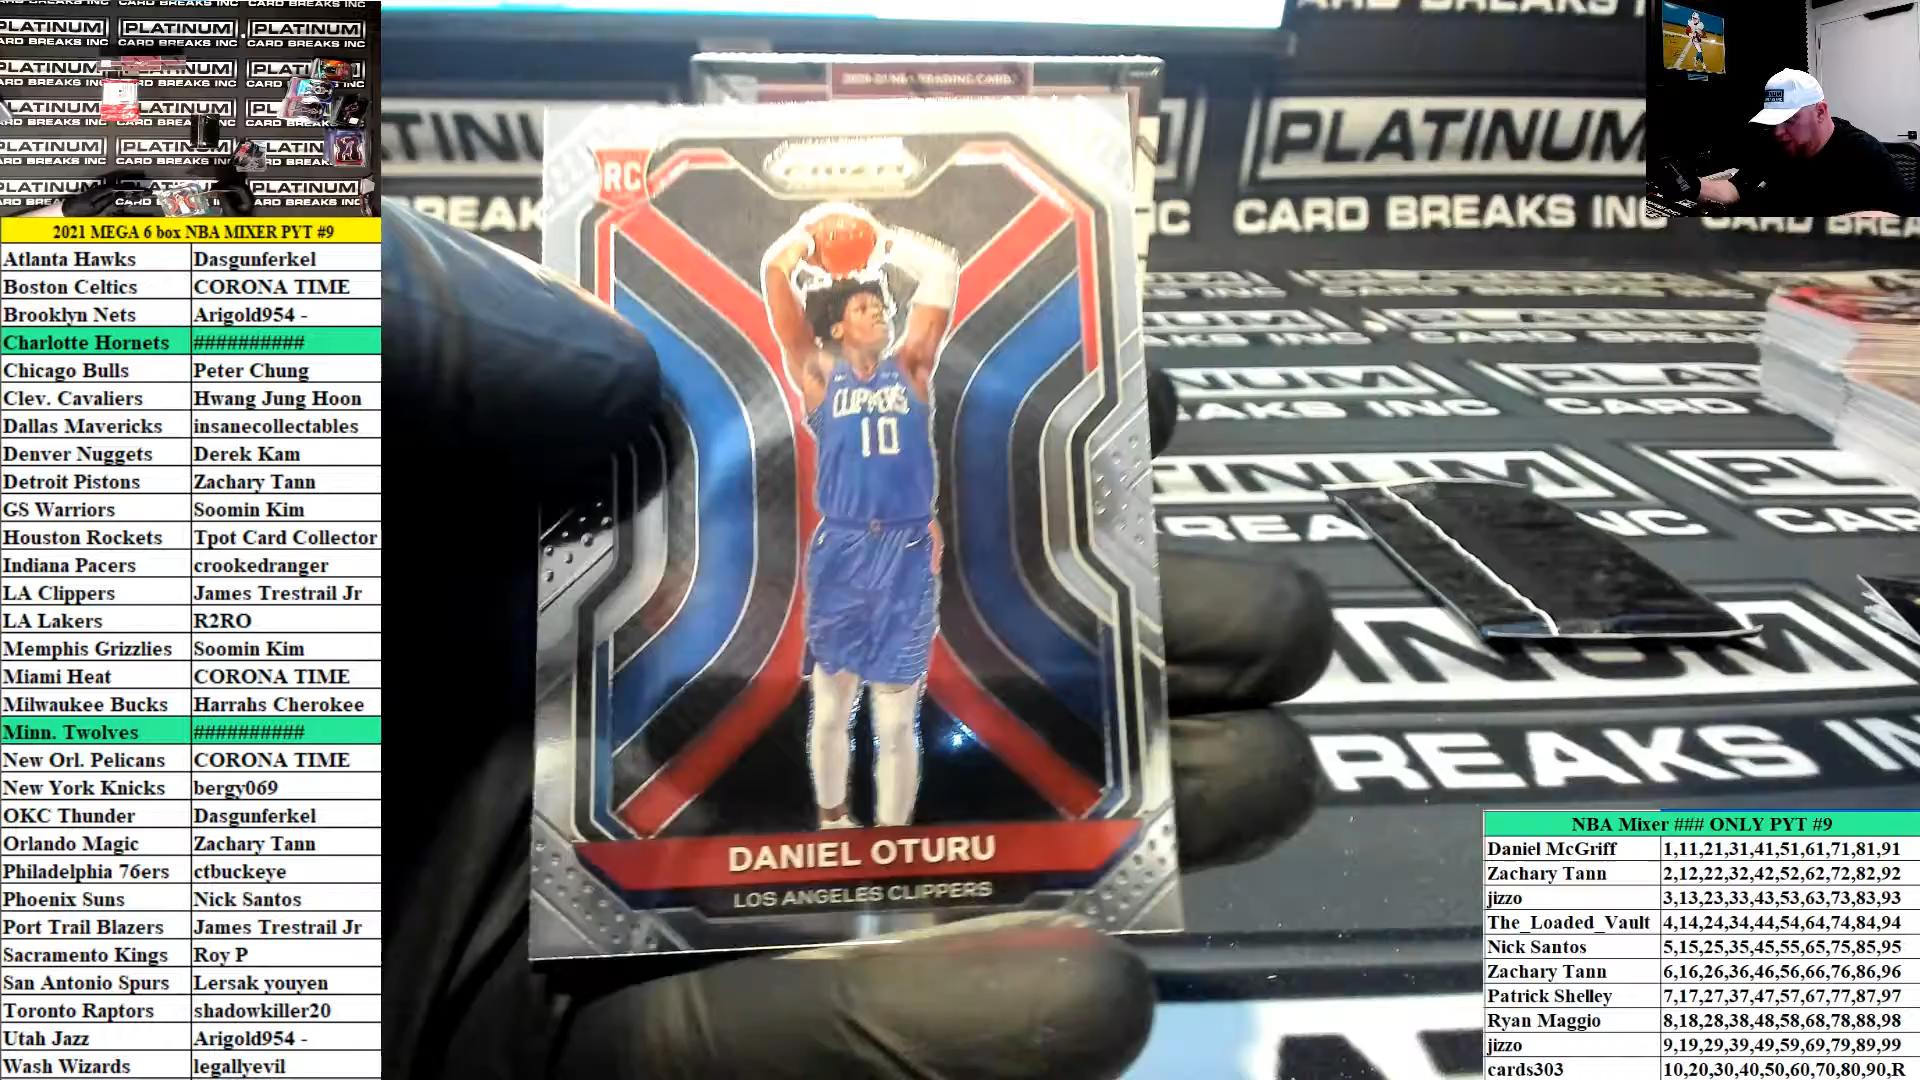 2021 MEGA 6 box NBA MIXER PYT #9
Atlanta Hawks Dasgunferkel
Boston Celtics CORONA TIME
Brooklyn Nets Arigold954 -
Charlotte Hornets ##########
Chicago Bulls Peter Chung
Clev. Cavaliers Hwang Jung Hoon
Dallas Mavericks insanecollectables
Denver Nuggets Derek Kam
Detroit Pistons Zachary Tann
GS Warriors Soomin Kim
Houston Rockets Tpot Card Collector
Indiana Pacers crookedranger
LA Clippers James Trestrail Jr
LA Lakers R2RO
Memphis Grizzlies Soomin Kim
Miami Heat CORONA TIME
Milwaukee Bucks Harrahs Cherokee
Minn. Twolves ##########
New Orl. Pelicans CORONA TIME
New York Knicks bergy069
OKC Thunder Dasgunferkel
Orlando Magic Zachary Tann
Philadelphia 76ers ctbuckeye
Phoenix Suns Nick Santos
Port Trail Blazers James Trestrail Jr
Sacramento Kings Roy P
San Antonio Spurs Lersak youyen
Toronto Raptors shadowkiller20
Utah Jazz Arigold954 -
Wash Wizards legallyevil
RC
CLIPPERS
10
DANIEL OTURU
LOS ANGELES CLIPPERS
PLATINUM
CARD BREAKS INC
NBA Mixer ### ONLY PYT #9
Daniel McGriff 1,11,21,31,41,51,61,71,81,91
Zachary Tann 2,12,22,32,42,52,62,72,82,92
jizzo 3,13,23,33,43,53,63,73,83,93
The_Loaded_Vault 4,14,24,34,44,54,64,74,84,94
Nick Santos 5,15,25,35,45,55,65,75,85,95
Zachary Tann 6,16,26,36,46,56,66,76,86,96
Patrick Shelley 7,17,27,37,47,57,67,77,87,97
Ryan Maggio 8,18,28,38,48,58,68,78,88,98
jizzo 9,19,29,39,49,59,69,79,89,99
cards303 10,20,30,40,50,60,70,80,90,R